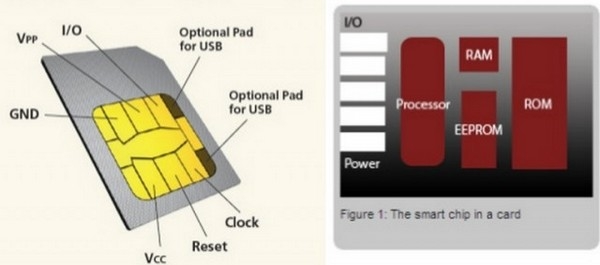 I/O
VPP
Optional Pad
for USB
Optional Pad
for USB
GND
Clock
Reset
Vcc
I/O
RAM
Processor
ROM
EEPROM
Power
Figure 1: The smart chip in a card